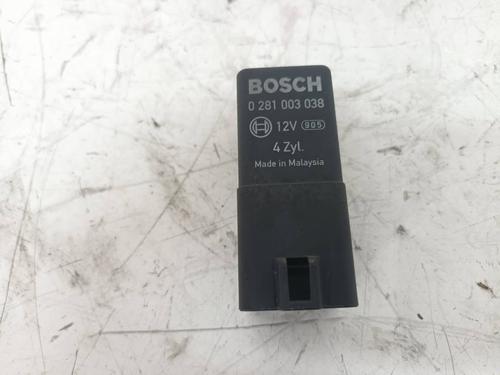 BOSCH
0 281 003 038
12V 905
4 Zyl.
Made in Malaysia